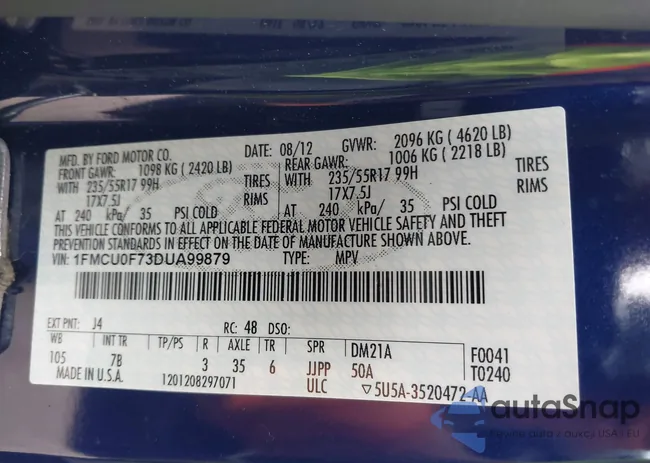 MFD. BY FORD MOTOR CO.
DATE: 08/12 GVWR: 2096 KG ( 4620 LB)
FRONT GAWR: 1098 KG ( 2420 LB)
REAR GAWR: 1006 KG ( 2218 LB)
WITH 235/55R17 99H TIRES
WITH 235/55R17 99H TIRES
17X7.5J RIMS
17X7.5J RIMS
AT 240 kPa/ 35 PSI COLD
AT 240 kPa/ 35 PSI COLD
THIS VEHICLE CONFORMS TO ALL APPLICABLE FEDERAL MOTOR VEHICLE SAFETY AND THEFT
PREVENTION STANDARDS IN EFFECT ON THE DATE OF MANUFACTURE SHOWN ABOVE.
VIN: 1FMCU0F73DUA99879 TYPE: MPV
EXT PNT: J4 RC: 48 DSO:
WB INT TR TP/PS R AXLE TR SPR DM21A F0041
105 7B 3 35 6 JJPP 50A T0240
MADE IN U.S.A. 1201208297071 ULC ▽5U5A-3520472-AA
autoSnap